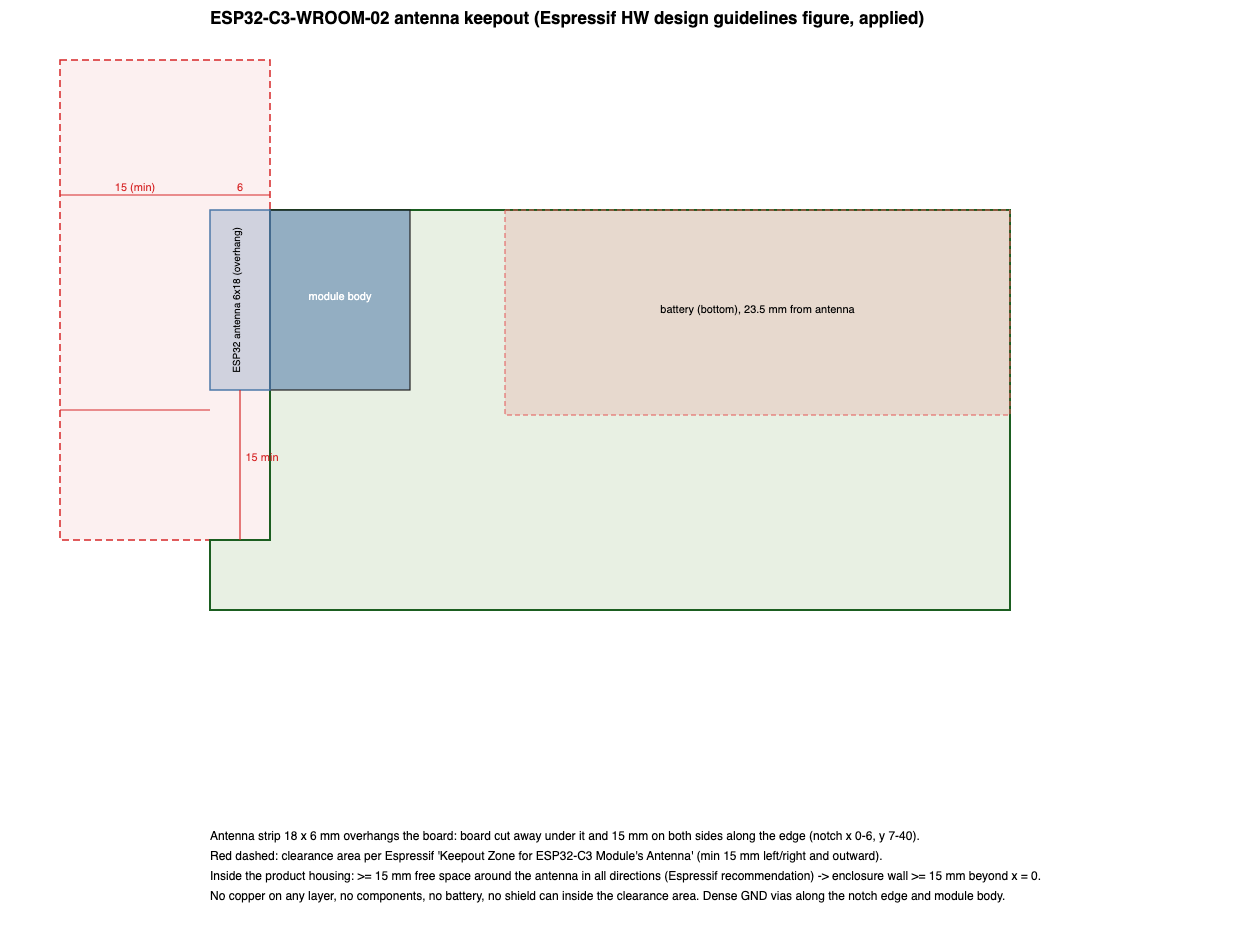 ESP32-C3-WROOM-02 antenna keepout (Espressif HW design guidelines figure, applied)
15 (min)
6
ESP32 antenna 6x18 (overhang)
module body
battery (bottom), 23.5 mm from antenna
15 min
Antenna strip 18 x 6 mm overhangs the board: board cut away under it and 15 mm on both sides along the edge (notch x 0-6, y 7-40).
Red dashed: clearance area per Espressif 'Keepout Zone for ESP32-C3 Module's Antenna' (min 15 mm left/right and outward).
Inside the product housing: >= 15 mm free space around the antenna in all directions (Espressif recommendation) -> enclosure wall >= 15 mm beyond x = 0.
No copper on any layer, no components, no battery, no shield can inside the clearance area. Dense GND vias along the notch edge and module body.